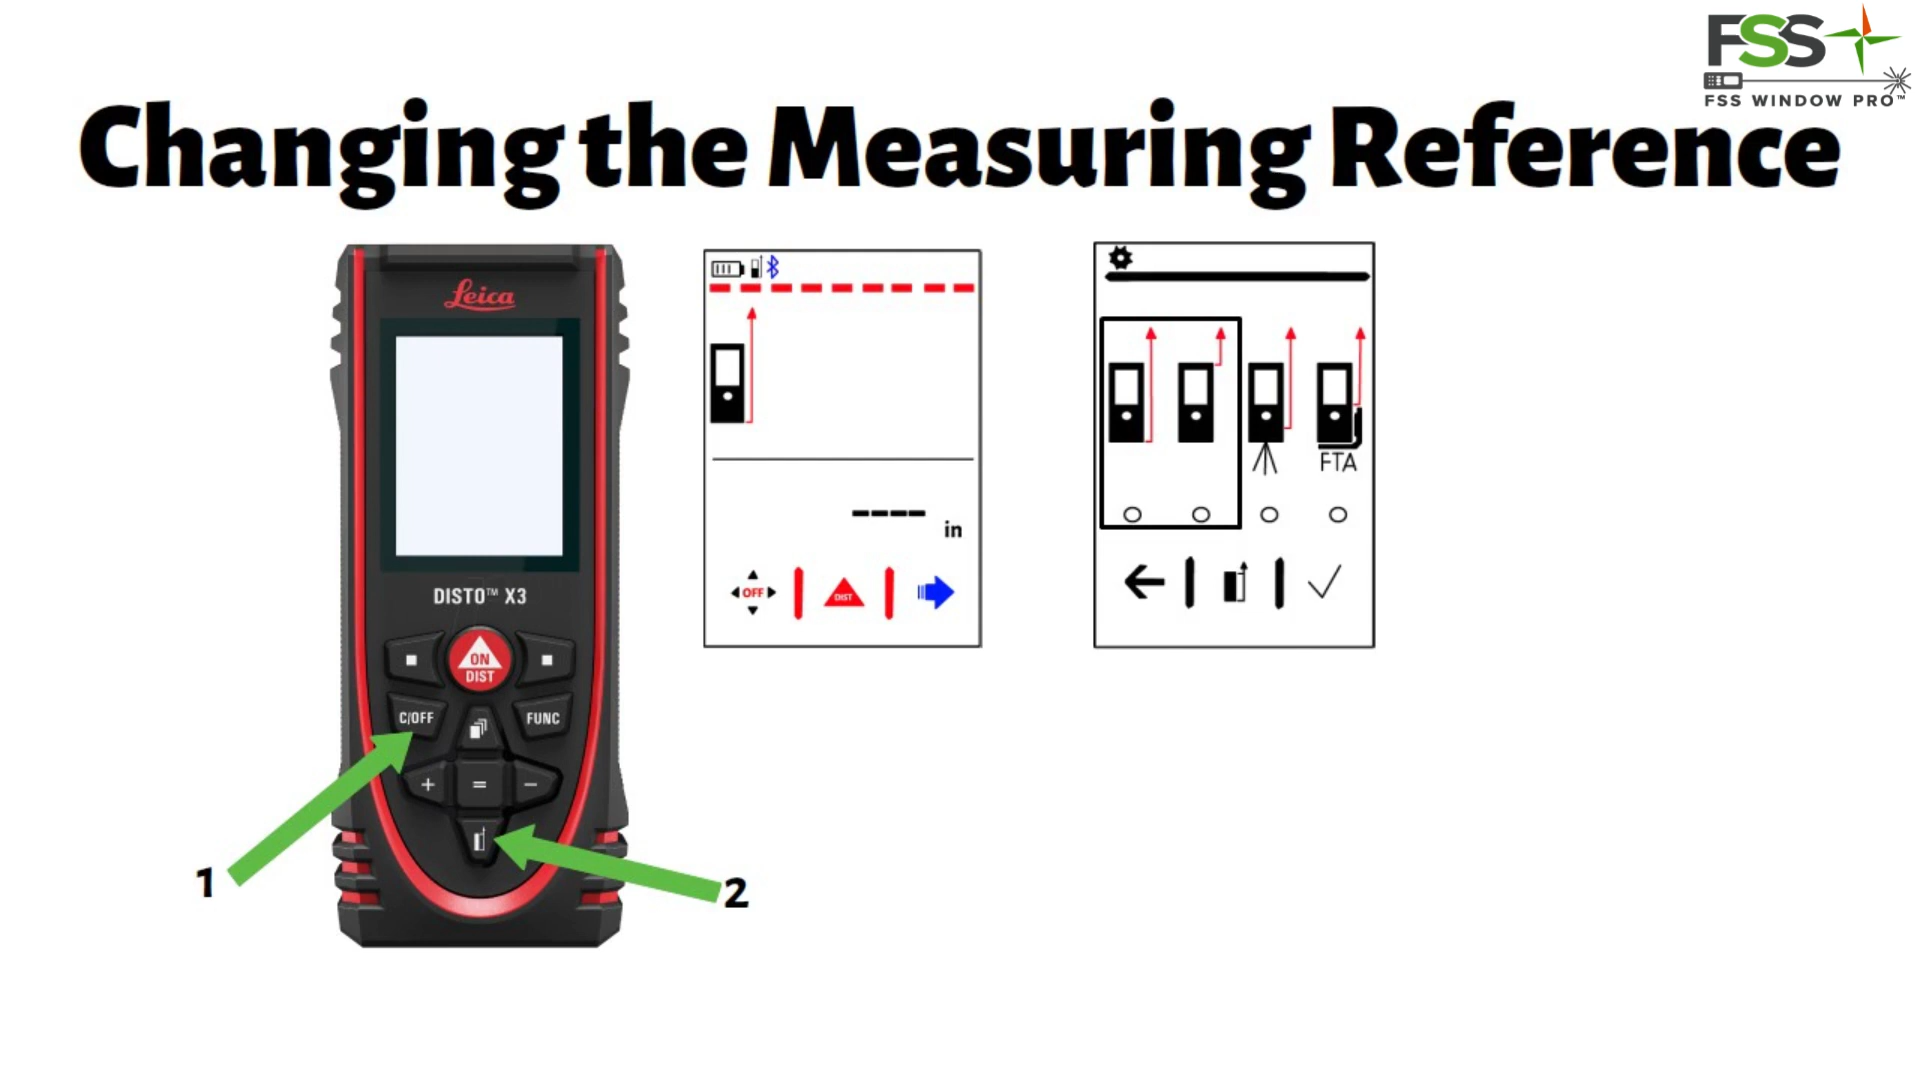 FSS
FSS WINDOW PRO™
Changing the Measuring Reference
Leica
DISTO™ X3
ON
DIST
C/OFF
FUNC
+ = −
1
2
in
OFF
DIST
FTA